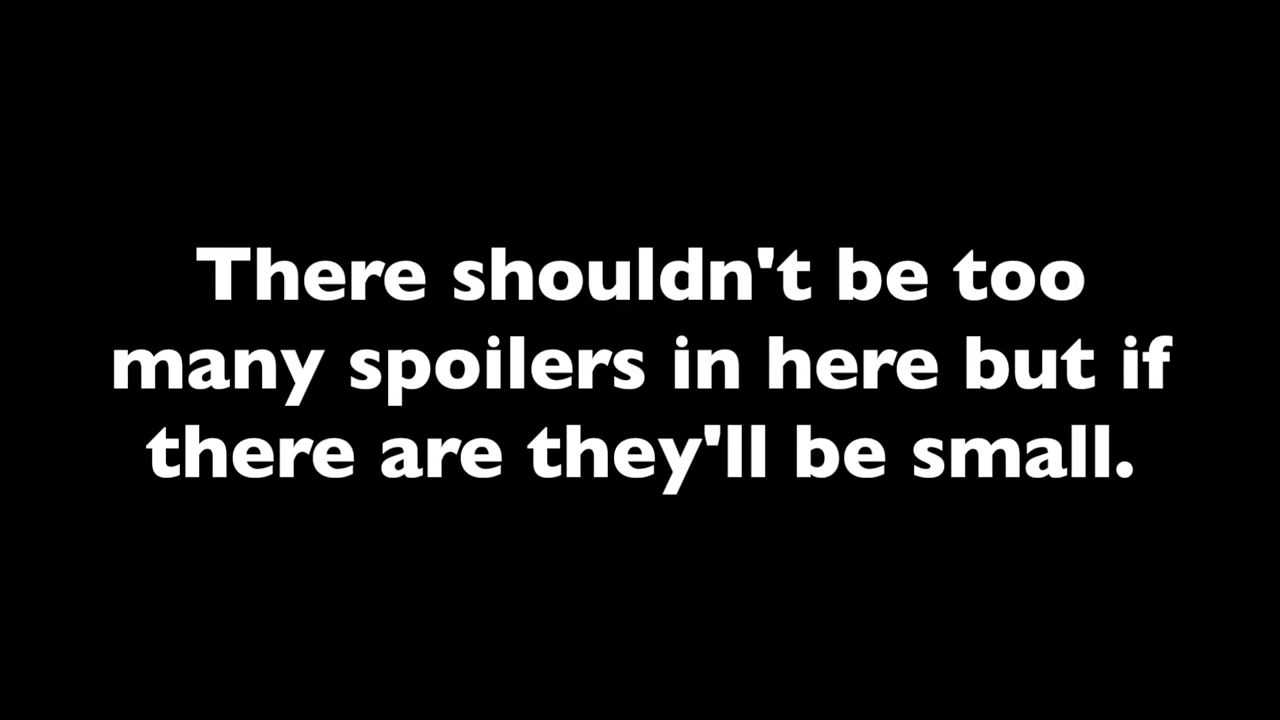 There shouldn't be too
many spoilers in here but if
there are they'll be small.